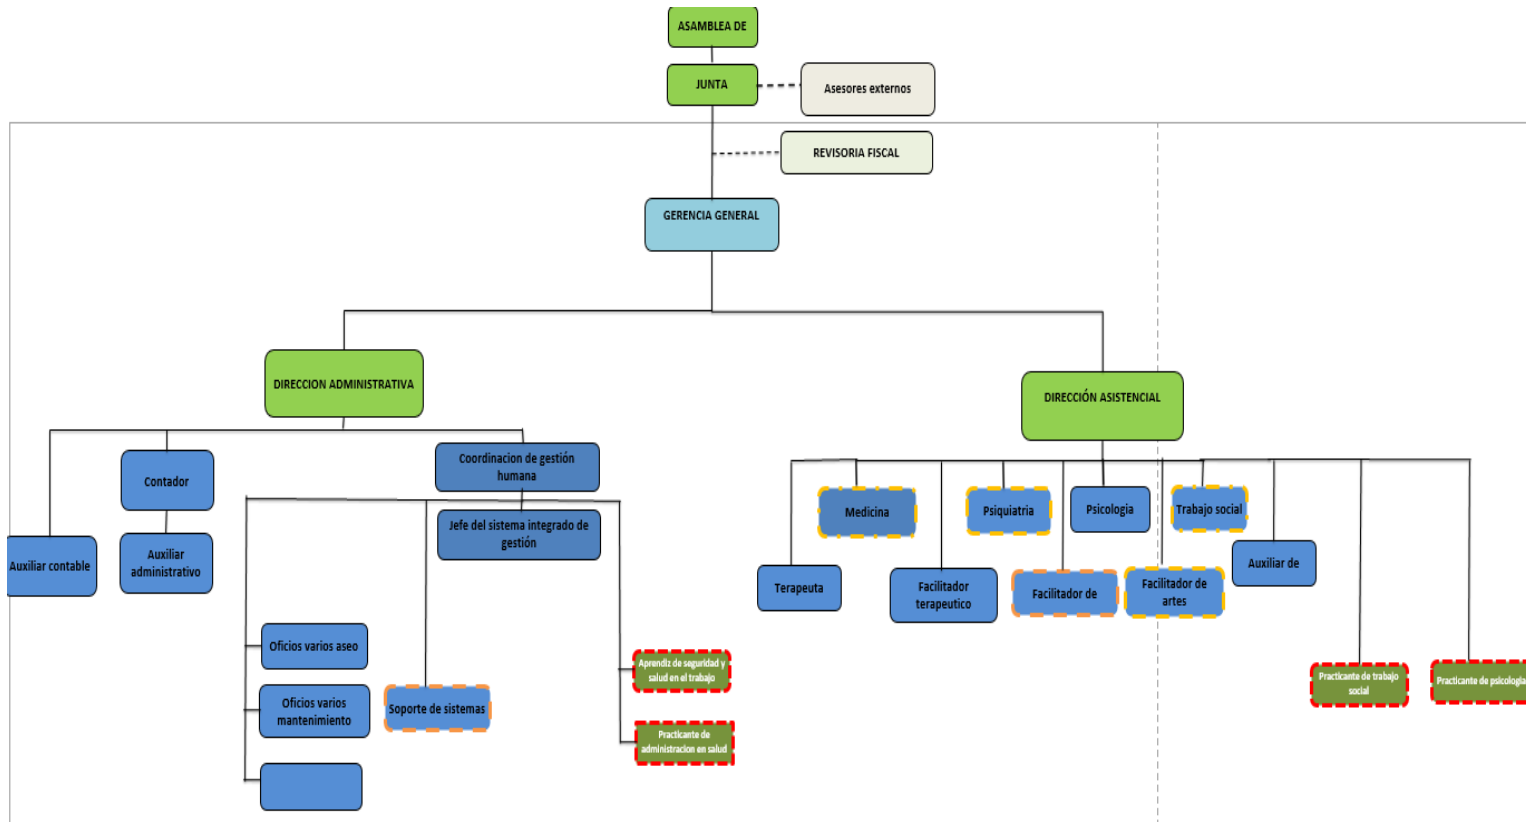 ASAMBLEA DE
JUNTA
Asesores externos
REVISORIA FISCAL
GERENCIA GENERAL
DIRECCION ADMINISTRATIVA
DIRECCIÓN ASISTENCIAL
Contador
Coordinacion de gestión
humana
Jefe del sistema integrado de
gestión
Auxiliar contable
Auxiliar
administrativo
Oficios varios aseo
Oficios varios
mantenimiento
Soporte de sistemas
Aprendiz de seguridad y
salud en el trabajo
Practicante de
administracion en salud
Medicina
Psiquiatria
Psicologia
Trabajo social
Terapeuta
Facilitador
terapeutico
Facilitador de
Facilitador de
artes
Auxiliar de
Practicante de trabajo
social
Practicante de psicologia